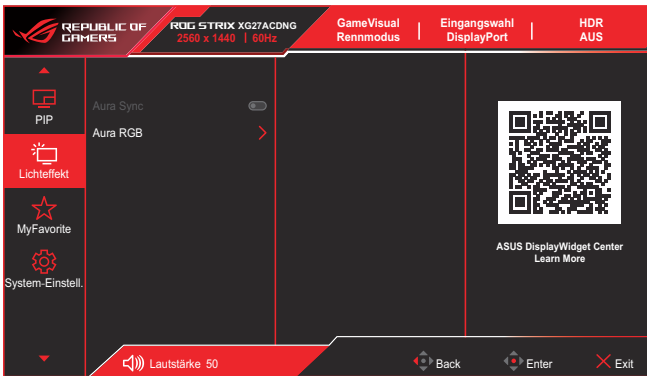 REPUBLIC OF
GAMERS
ROG STRIX XG27ACDNG
2560 x 1440 | 60Hz
GameVisual
Rennmodus
Eingangswahl
DisplayPort
HDR
AUS
PIP
Lichteffekt
MyFavorite
System-Einstell.
Aura Sync
Aura RGB
ASUS DisplayWidget Center
Learn More
Lautstärke 50
Back
Enter
Exit